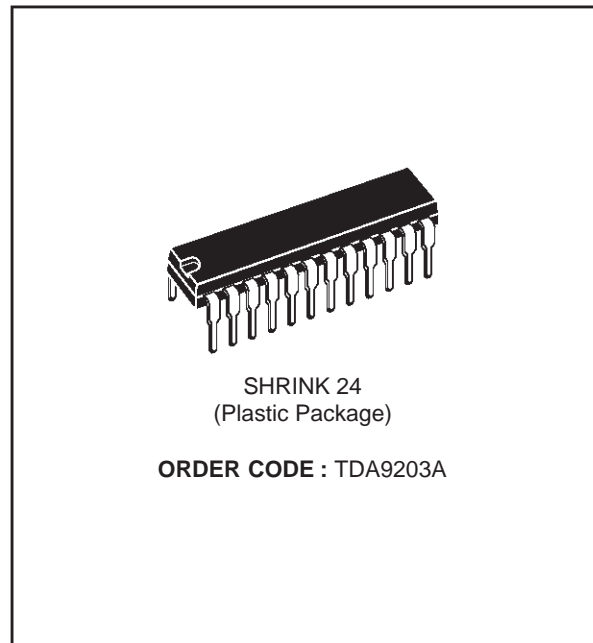 SHRINK 24
(Plastic Package)
ORDER CODE : TDA9203A